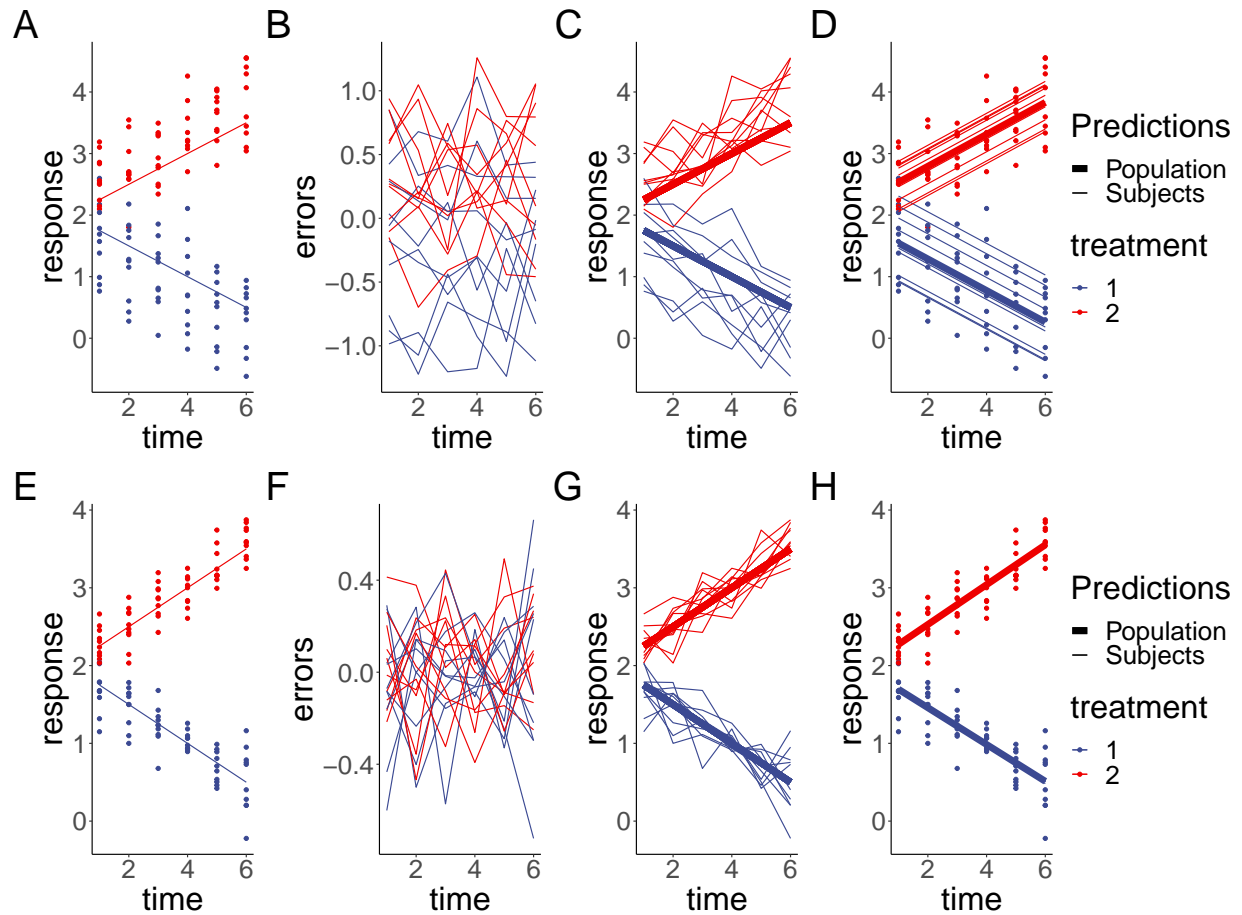 A
response
4
3
2
1
0
2 4 6
time
B
errors
1.0
0.5
0.0
−0.5
−1.0
2 4 6
time
C
response
4
3
2
1
0
2 4 6
time
D
response
4
3
2
1
0
2 4 6
time
Predictions
Population
Subjects
treatment
1
2
E
response
4
3
2
1
0
2 4 6
time
F
errors
0.4
0.0
−0.4
2 4 6
time
G
response
4
3
2
1
0
2 4 6
time
H
response
4
3
2
1
0
2 4 6
time
Predictions
Population
Subjects
treatment
1
2